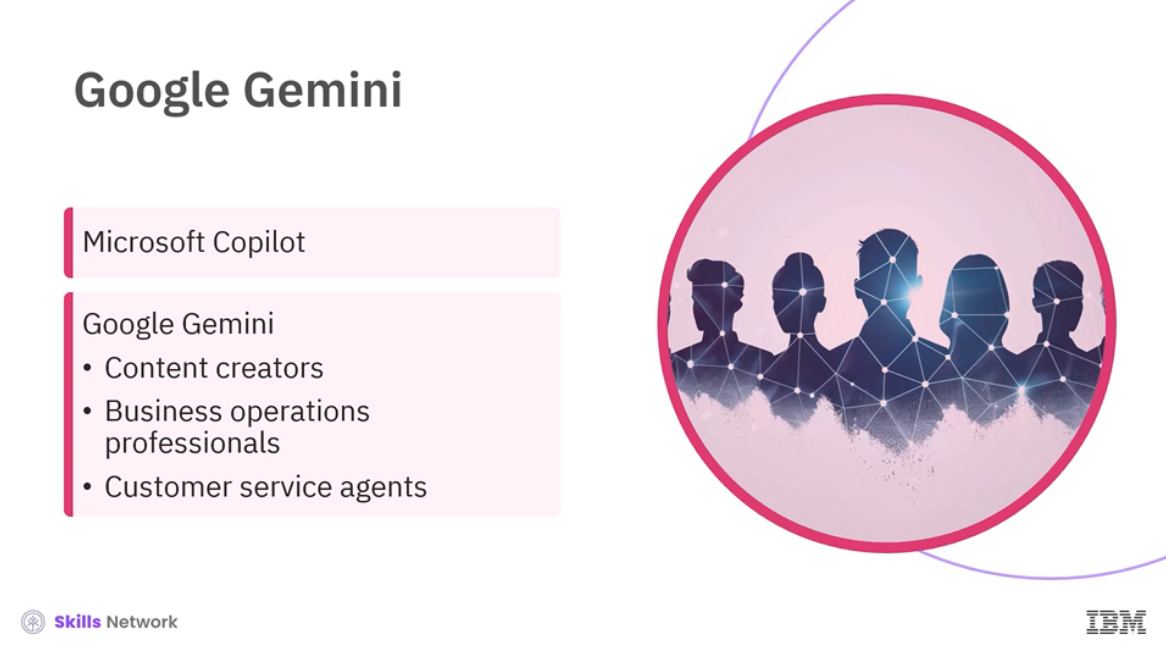 Google Gemini
Microsoft Copilot
Google Gemini
• Content creators
• Business operations
professionals
• Customer service agents
Skills Network
IBM